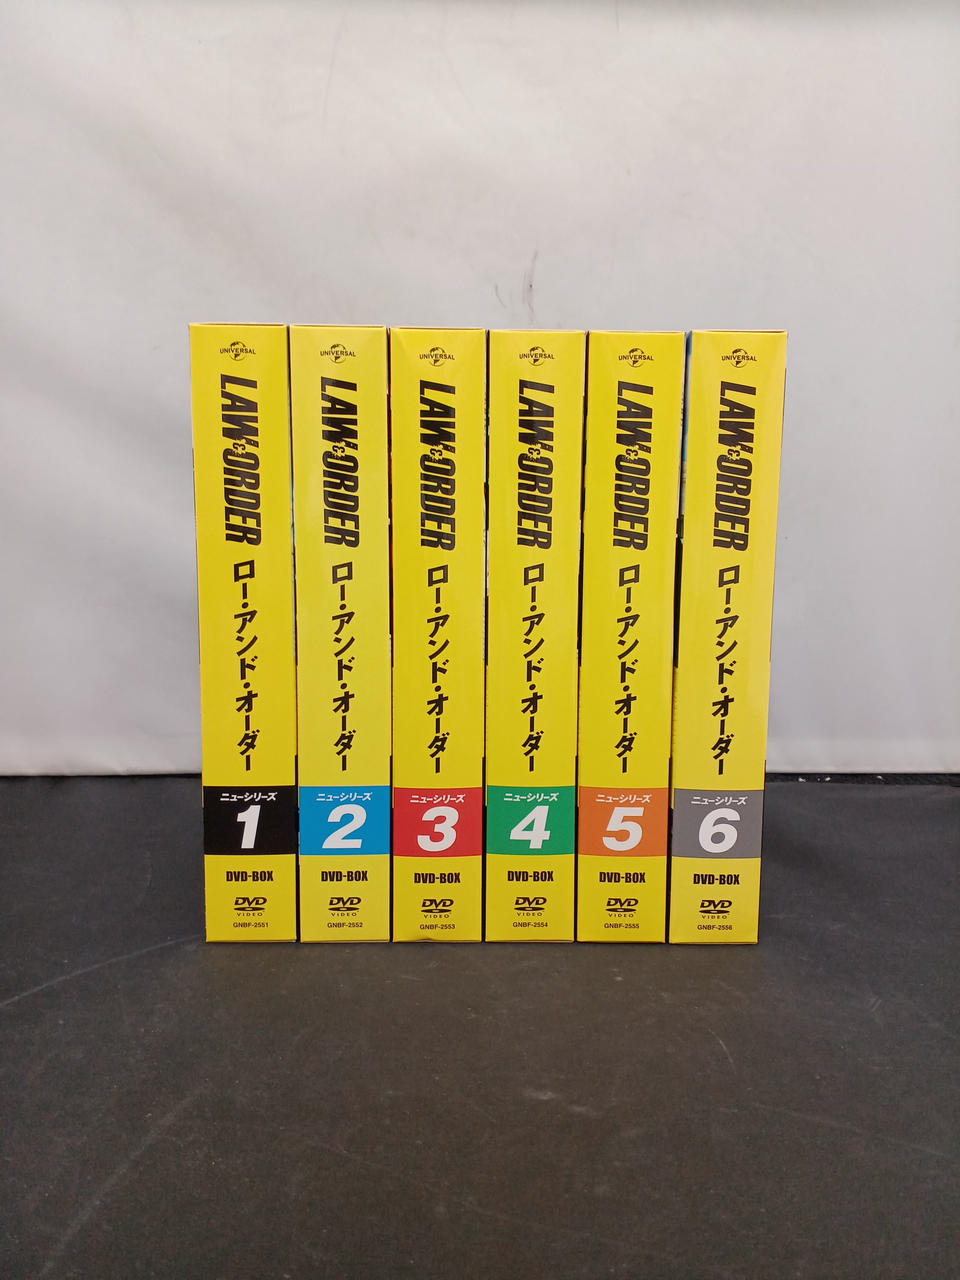 UNIVERSAL
LAW & ORDER
ロー・アンド・オーダー
ニューシリーズ
1
DVD-BOX
DVD
VIDEO
GNBF-2551
UNIVERSAL
LAW & ORDER
ロー・アンド・オーダー
ニューシリーズ
2
DVD-BOX
DVD
VIDEO
GNBF-2552
UNIVERSAL
LAW & ORDER
ロー・アンド・オーダー
ニューシリーズ
3
DVD-BOX
DVD
VIDEO
GNBF-2553
UNIVERSAL
LAW & ORDER
ロー・アンド・オーダー
ニューシリーズ
4
DVD-BOX
DVD
VIDEO
GNBF-2554
UNIVERSAL
LAW & ORDER
ロー・アンド・オーダー
ニューシリーズ
5
DVD-BOX
DVD
VIDEO
GNBF-2555
UNIVERSAL
LAW & ORDER
ロー・アンド・オーダー
ニューシリーズ
6
DVD-BOX
DVD
VIDEO
GNBF-2556